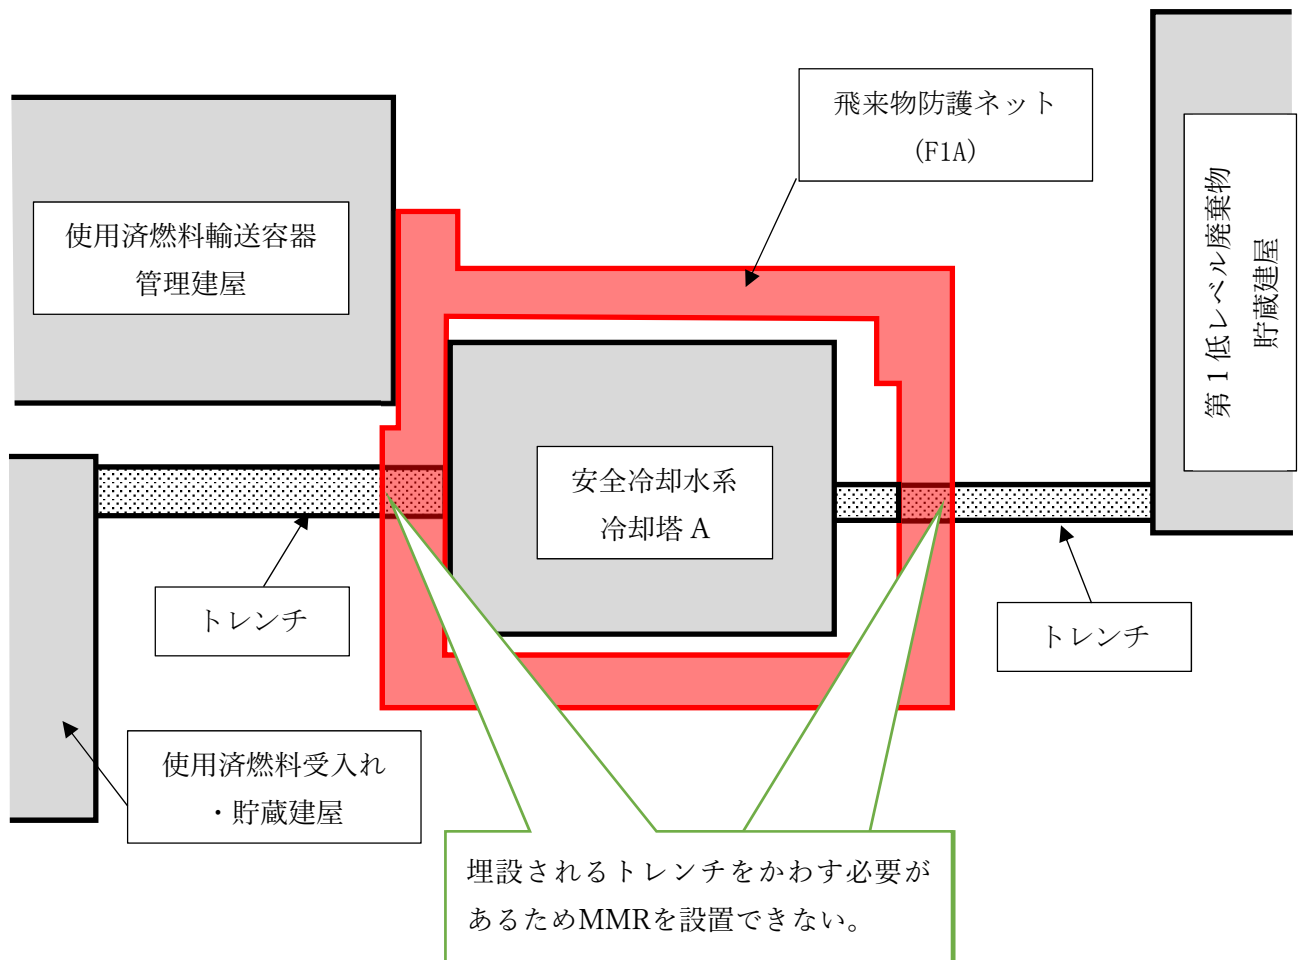 飛来物防護ネット
(F1A)
使用済燃料輸送容器
管理建屋
第１低レベル廃棄物
貯蔵建屋
安全冷却水系
冷却塔 A
トレンチ
トレンチ
使用済燃料受入れ
・貯蔵建屋
埋設されるトレンチをかわす必要が
あるためMMRを設置できない。